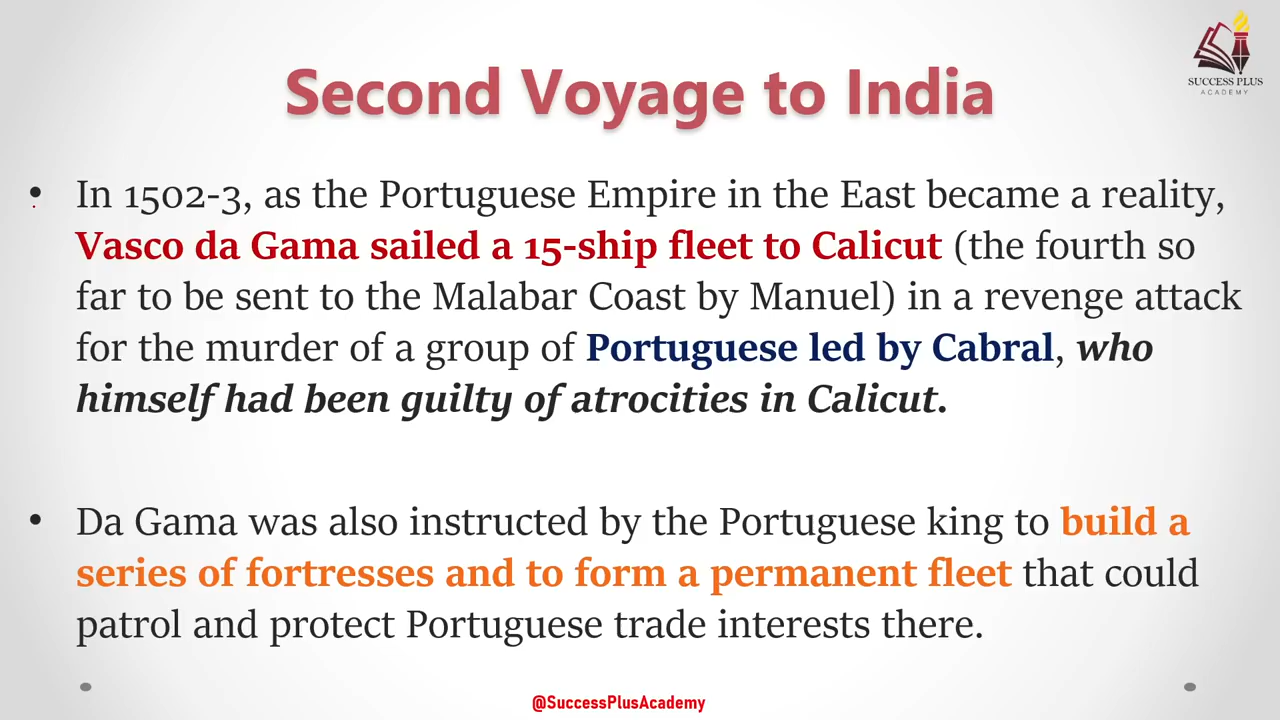 SUCCESS PLUS
ACADEMY
Second Voyage to India
• In 1502-3, as the Portuguese Empire in the East became a reality,
Vasco da Gama sailed a 15-ship fleet to Calicut (the fourth so
far to be sent to the Malabar Coast by Manuel) in a revenge attack
for the murder of a group of Portuguese led by Cabral, who
himself had been guilty of atrocities in Calicut.
• Da Gama was also instructed by the Portuguese king to build a
series of fortresses and to form a permanent fleet that could
patrol and protect Portuguese trade interests there.
@SuccessPlusAcademy